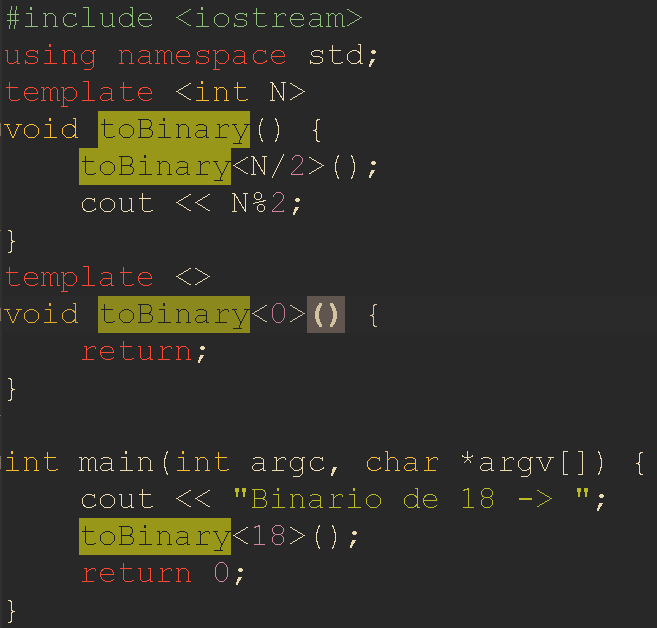 #include <iostream>
using namespace std;
template <int N>
void toBinary() {
    toBinary<N/2>();
    cout << N%2;
}
template <>
void toBinary<0>() {
    return;
}
int main(int argc, char *argv[]) {
    cout << "Binario de 18 -> ";
    toBinary<18>();
    return 0;
}